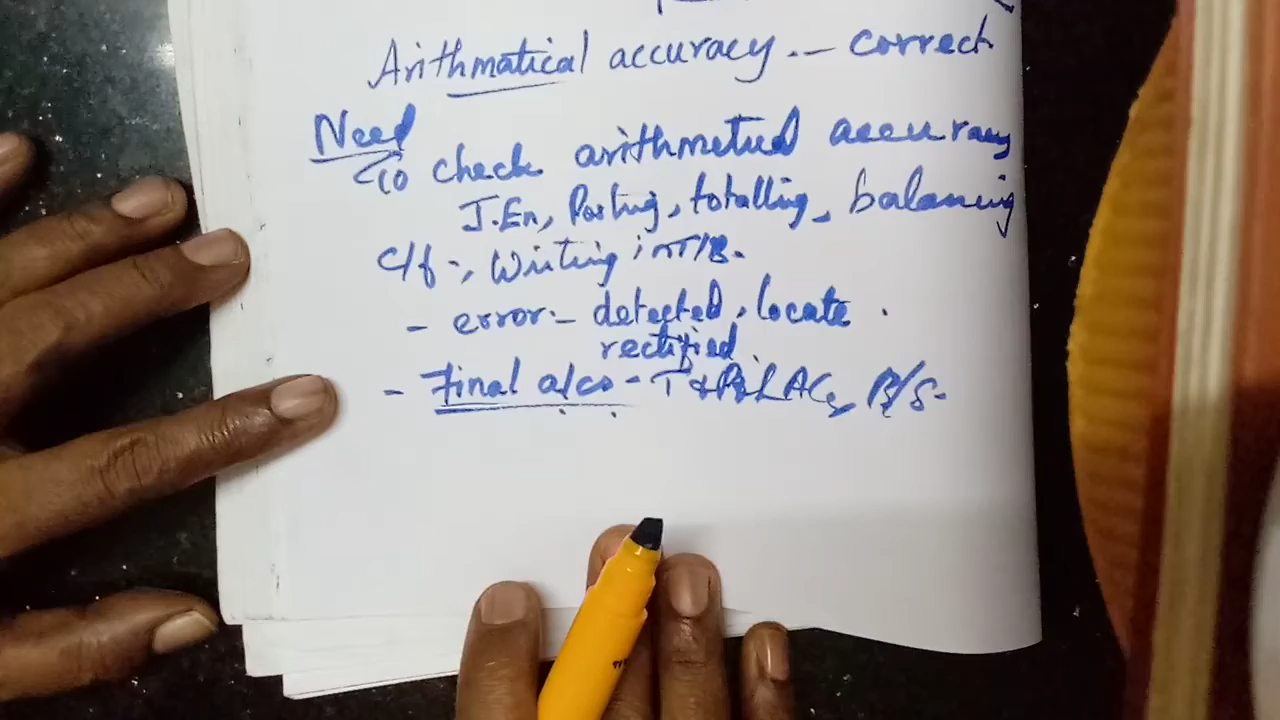 Arithmatical accuracy -- correct
Need
To check arithmetical accuracy
J.En, Posting, totalling, balancing
C/f -, Writing in T/B.
- error - detected, locate.
rectified
- Final a/cs - T & P&L A/Cs, B/S.